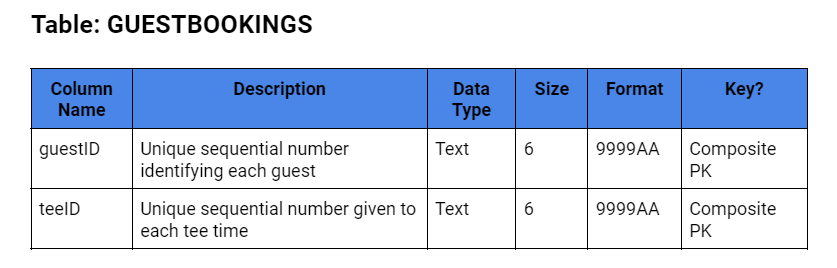 Table: GUESTBOOKINGS
Column Name Description Data Type Size Format Key?
guestID Unique sequential number identifying each guest Text 6 9999AA Composite PK
teeID Unique sequential number given to each tee time Text 6 9999AA Composite PK